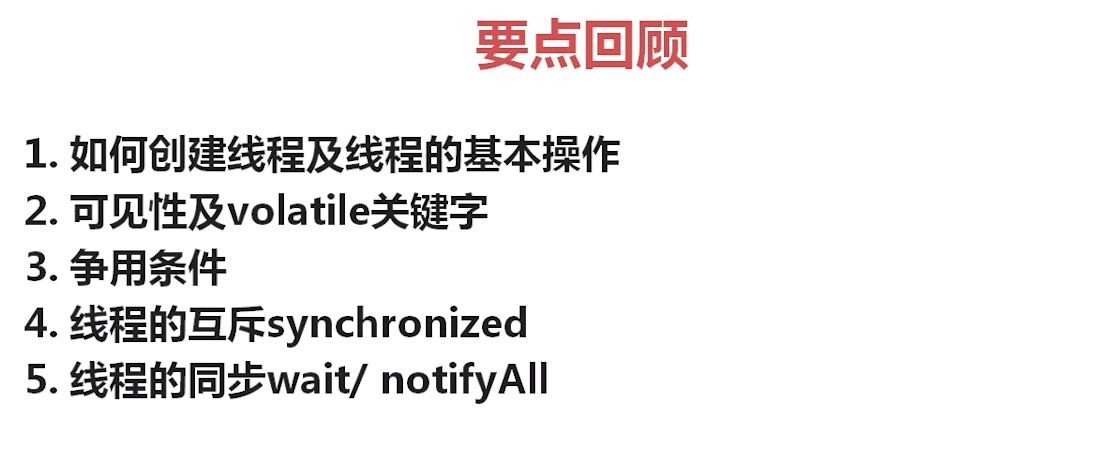 要点回顾
1. 如何创建线程及线程的基本操作
2. 可见性及volatile关键字
3. 争用条件
4. 线程的互斥synchronized
5. 线程的同步wait/ notifyAll